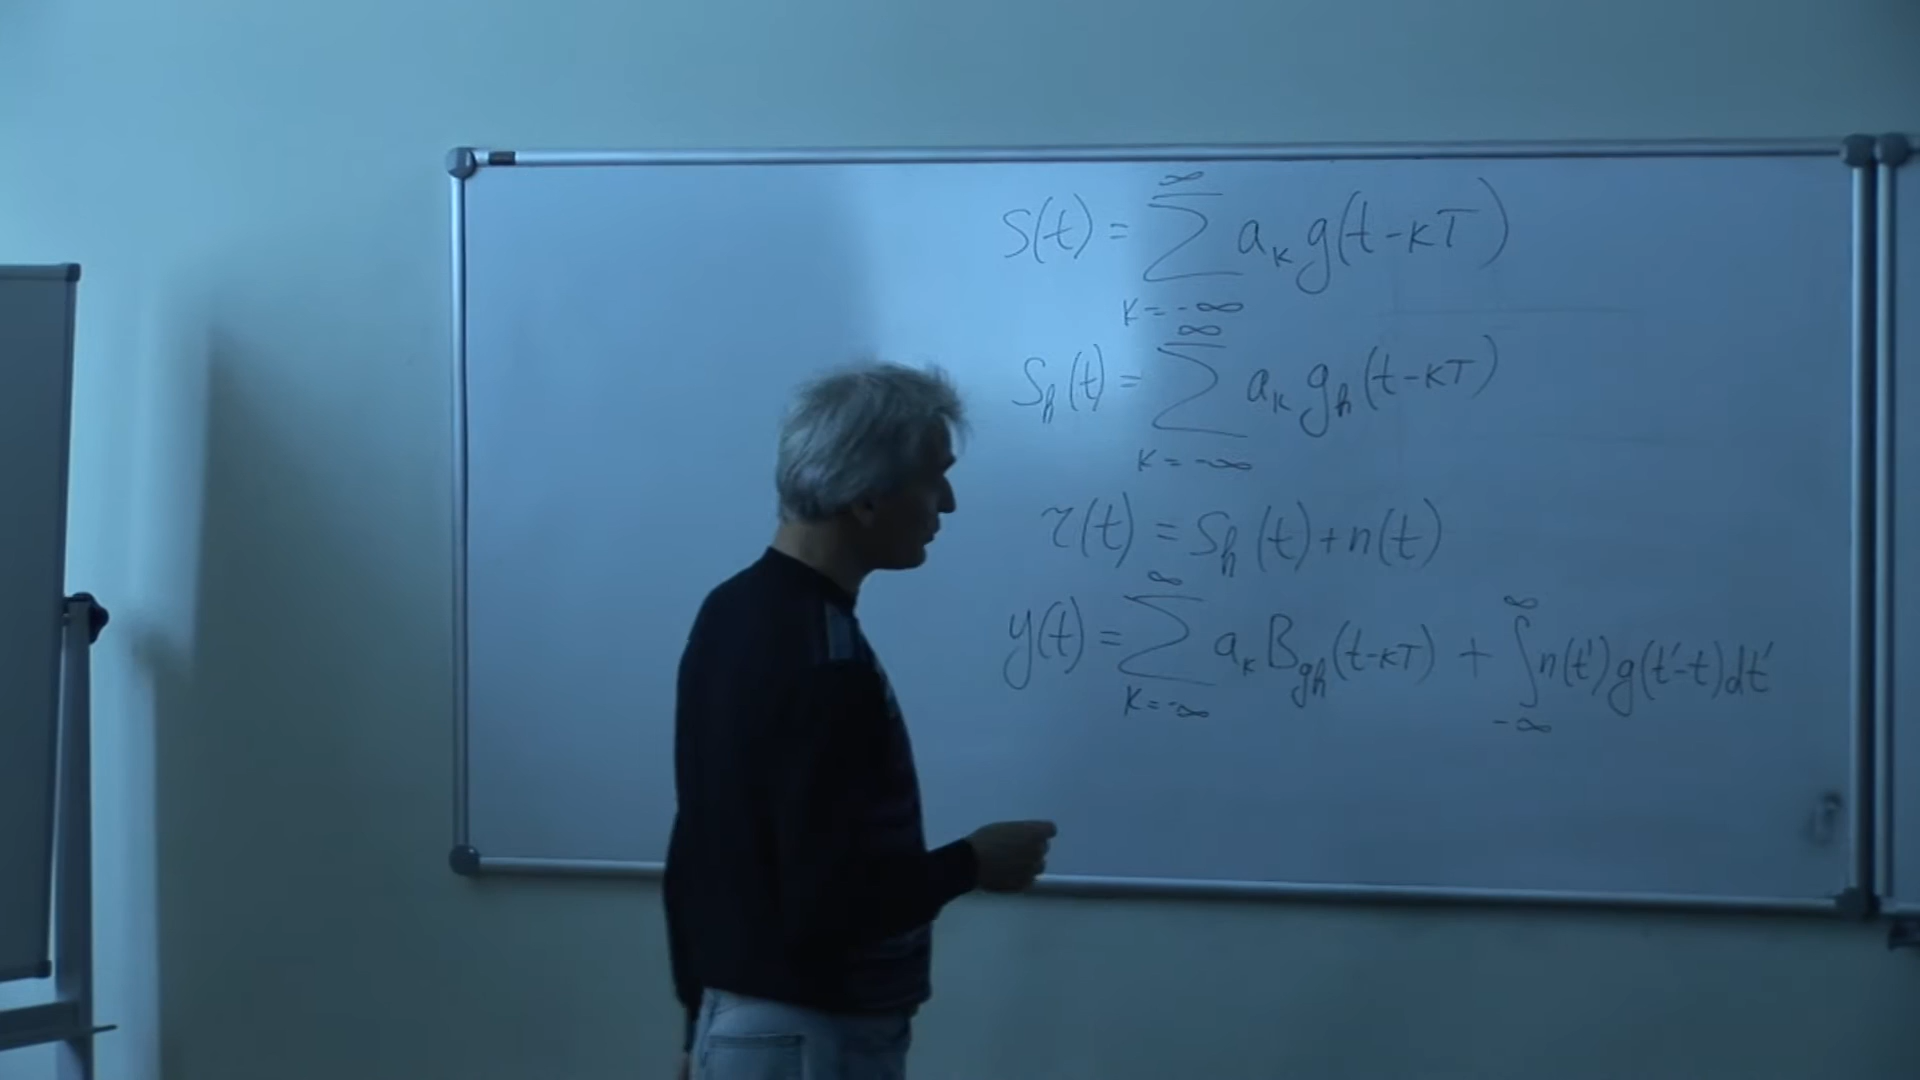 S(t) = ∑_{k=-∞}^{∞} a_k g(t-kT)
S_h(t) = ∑_{k=-∞}^{∞} a_k g_h(t-kT)
r(t) = S_h(t)+n(t)
y(t) = ∑_{k=-∞}^{∞} a_k B_{gh}(t-kT) + ∫_{-∞}^{∞} n(t')g(t'-t)dt'